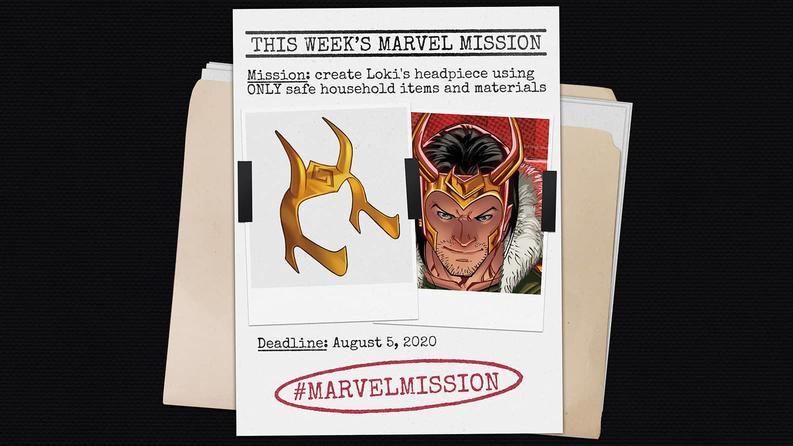 THIS WEEK'S MARVEL MISSION
Mission: create Loki's headpiece using
ONLY safe household items and materials
Deadline: August 5, 2020
#MARVELMISSION